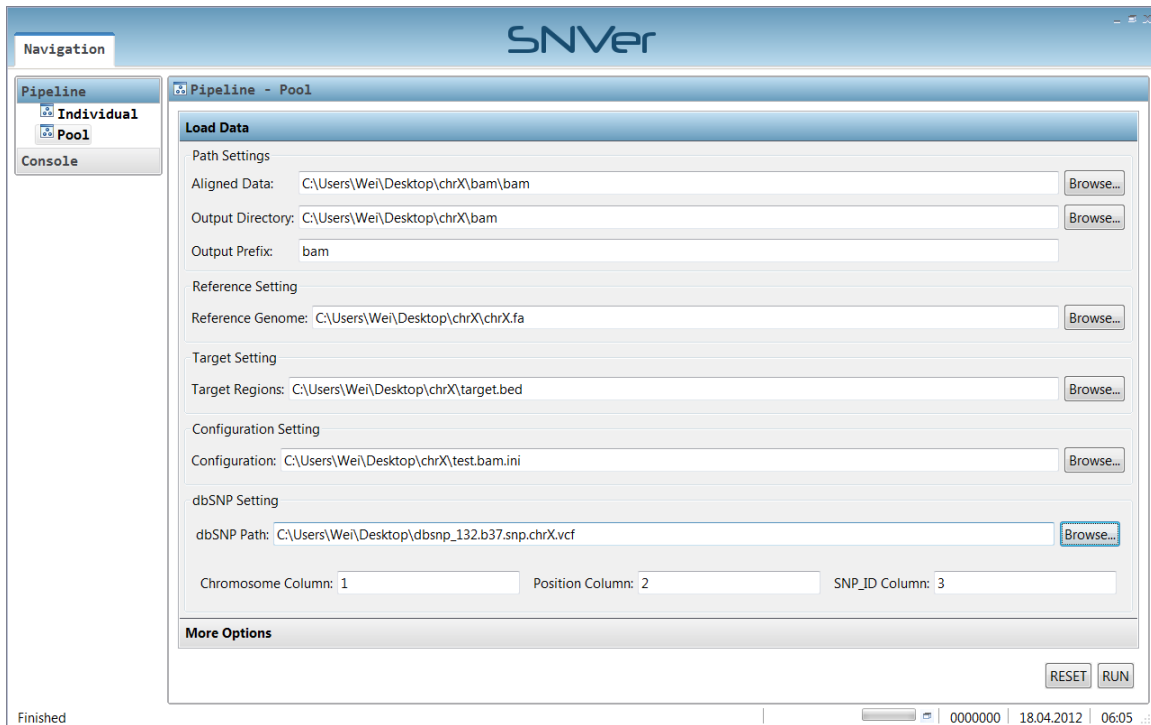 SNVer
Navigation
Pipeline
Individual
Pool
Console
Pipeline - Pool
Load Data
Path Settings
Aligned Data: C:\Users\Wei\Desktop\chrX\bam\bam Browse...
Output Directory: C:\Users\Wei\Desktop\chrX\bam Browse...
Output Prefix: bam
Reference Setting
Reference Genome: C:\Users\Wei\Desktop\chrX\chrX.fa Browse...
Target Setting
Target Regions: C:\Users\Wei\Desktop\chrX\target.bed Browse...
Configuration Setting
Configuration: C:\Users\Wei\Desktop\chrX\test.bam.ini Browse...
dbSNP Setting
dbSNP Path: C:\Users\Wei\Desktop\dbsnp_132.b37.snp.chrX.vcf Browse...
Chromosome Column: 1 Position Column: 2 SNP_ID Column: 3
More Options
RESET RUN
Finished 0000000 18.04.2012 06:05